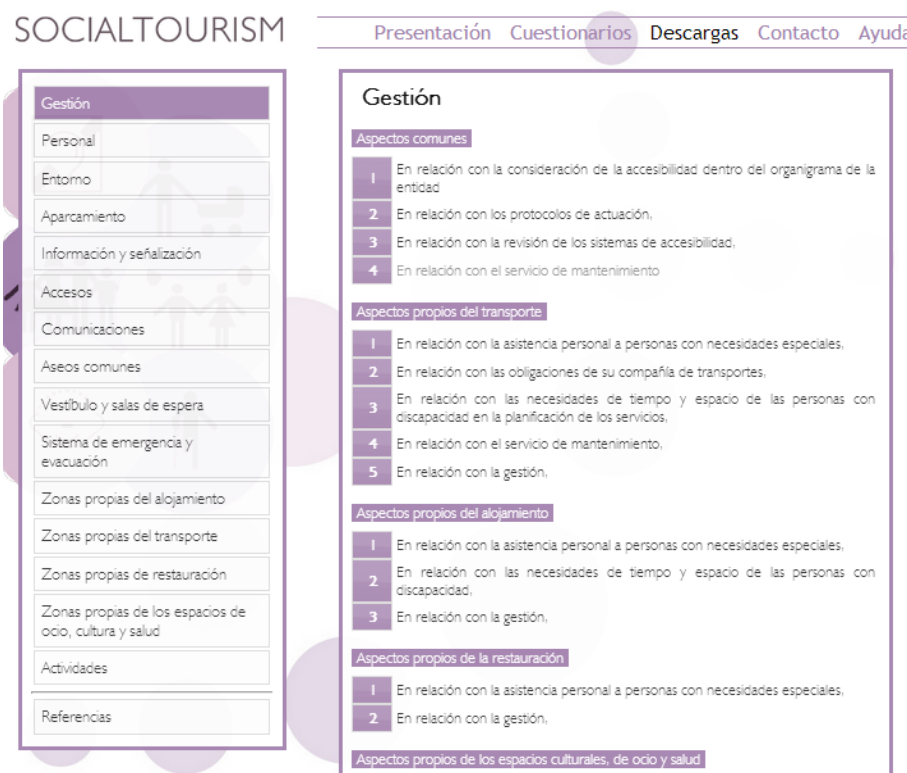 SOCIALTOURISM
Presentación Cuestionarios Descargas Contacto Ayuda
Gestión
Personal
Entorno
Aparcamiento
Información y señalización
Accesos
Comunicaciones
Aseos comunes
Vestíbulo y salas de espera
Sistema de emergencia y
evacuación
Zonas propias del alojamiento
Zonas propias del transporte
Zonas propias de restauración
Zonas propias de los espacios de
ocio, cultura y salud
Actividades
Referencias
Gestión
Aspectos comunes
1 En relación con la consideración de la accesibilidad dentro del organigrama de la
entidad
2 En relación con los protocolos de actuación,
3 En relación con la revisión de los sistemas de accesibilidad,
4 En relación con el servicio de mantenimiento
Aspectos propios del transporte
1 En relación con la asistencia personal a personas con necesidades especiales,
2 En relación con las obligaciones de su compañía de transportes,
3 En relación con las necesidades de tiempo y espacio de las personas con
discapacidad en la planificación de los servicios,
4 En relación con el servicio de mantenimiento,
5 En relación con la gestión,
Aspectos propios del alojamiento
1 En relación con la asistencia personal a personas con necesidades especiales,
2 En relación con las necesidades de tiempo y espacio de las personas con
discapacidad,
3 En relación con la gestión,
Aspectos propios de la restauración
1 En relación con la asistencia personal a personas con necesidades especiales,
2 En relación con la gestión,
Aspectos propios de los espacios culturales, de ocio y salud